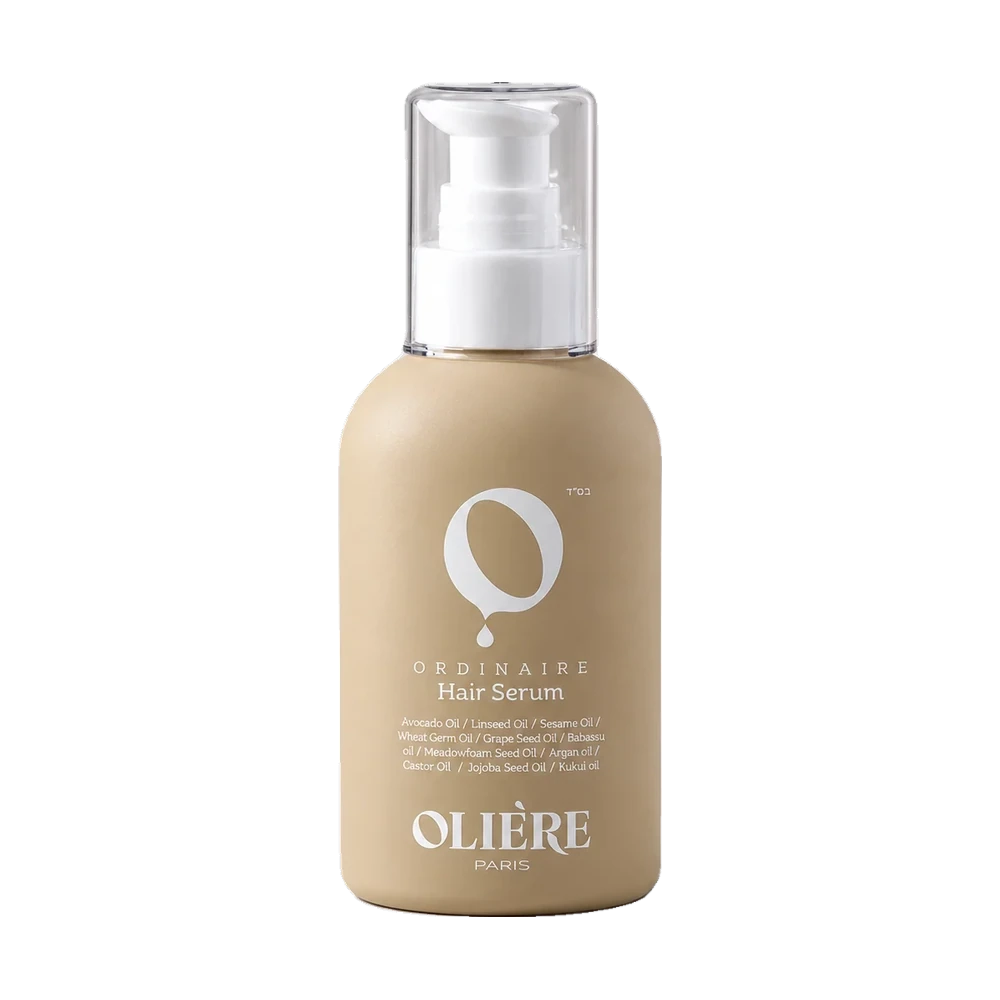 בס"ד
ORDINAIRE
Hair Serum
Avocado Oil / Linseed Oil / Sesame Oil /
Wheat Germ Oil / Grape Seed Oil / Babassu
oil / Meadowfoam Seed Oil / Argan oil /
Castor Oil / Jojoba Seed Oil / Kukui oil
OLIÈRE
PARIS